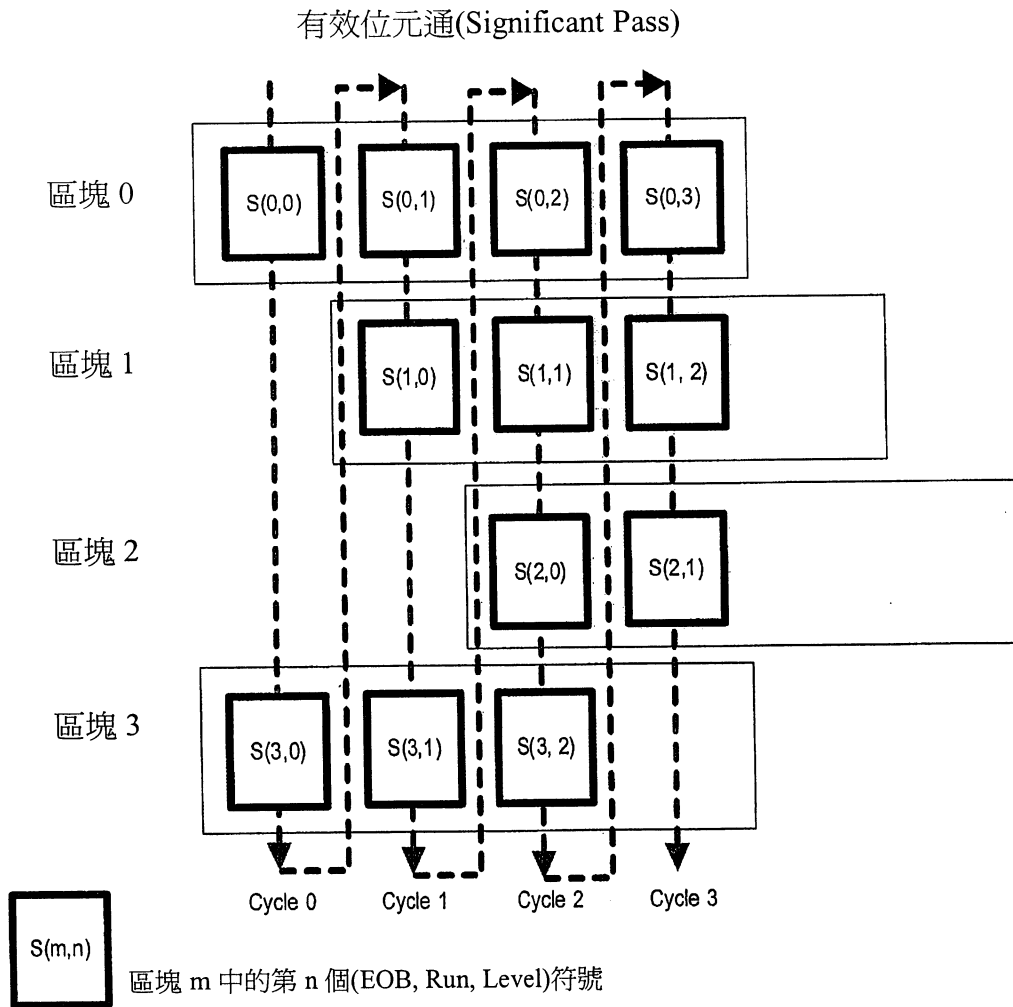 有效位元通(Significant Pass)
區塊 0
S(0,0)
S(0,1)
S(0,2)
S(0,3)
區塊 1
S(1,0)
S(1,1)
S(1, 2)
區塊 2
S(2,0)
S(2,1)
區塊 3
S(3,0)
S(3,1)
S(3, 2)
Cycle 0
Cycle 1
Cycle 2
Cycle 3
S(m,n)
區塊 m 中的第 n 個(EOB, Run, Level)符號